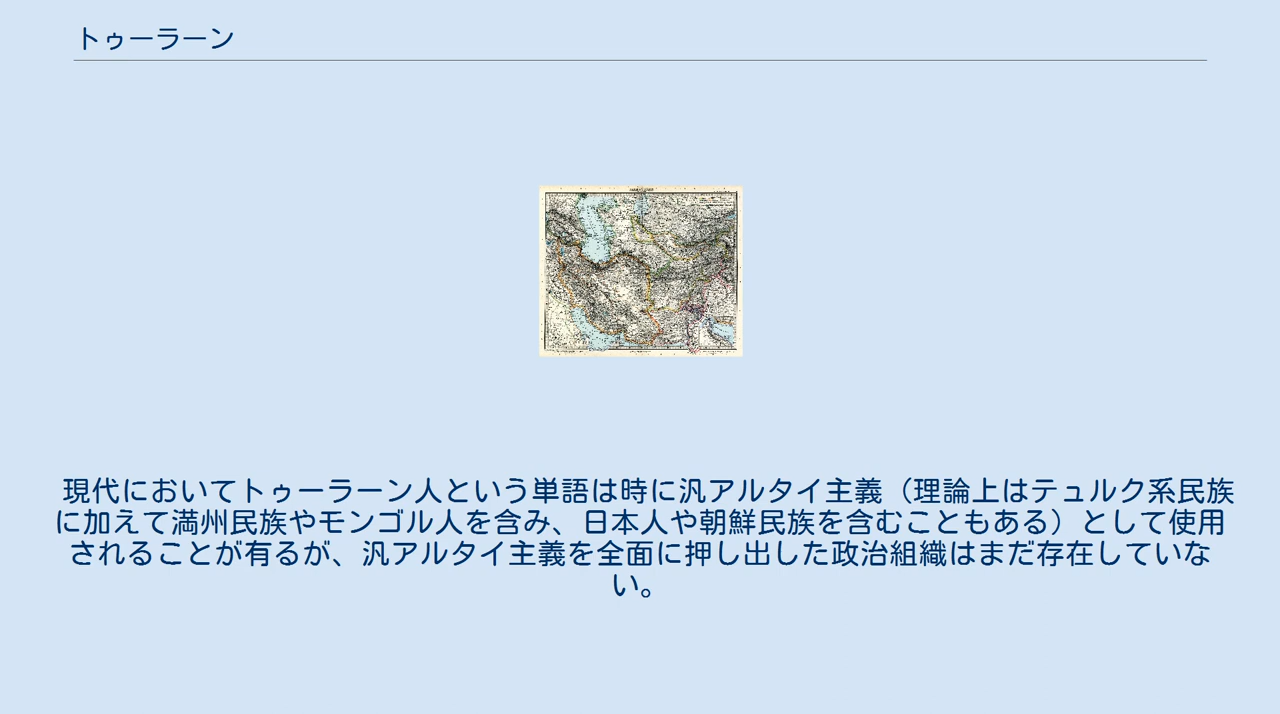 トゥーラーン
現代においてトゥーラーン人という単語は時に汎アルタイ主義（理論上はテュルク系民族
に加えて満州民族やモンゴル人を含み、日本人や朝鮮民族を含むこともある）として使用
されることが有るが、汎アルタイ主義を全面に押し出した政治組織はまだ存在していな
い。